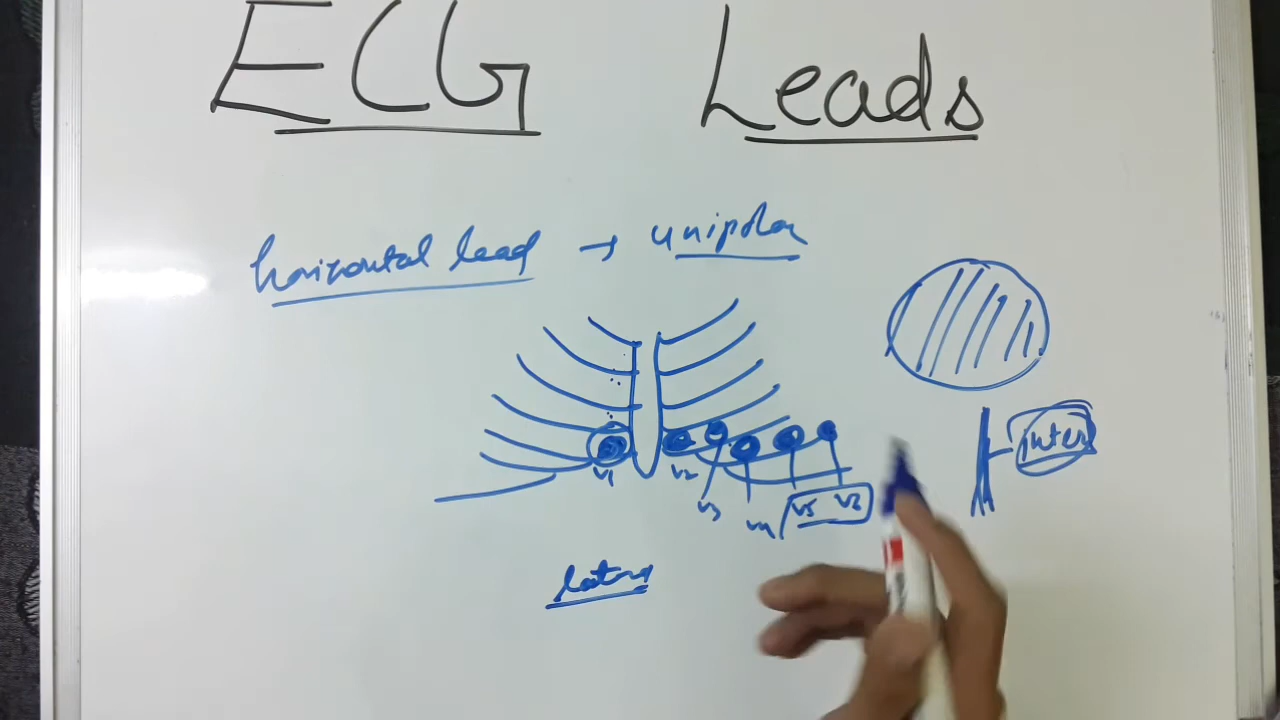 ECG Leads
horizontal lead → unipolar
inter
V1 V2
V3 V4 V5 V6